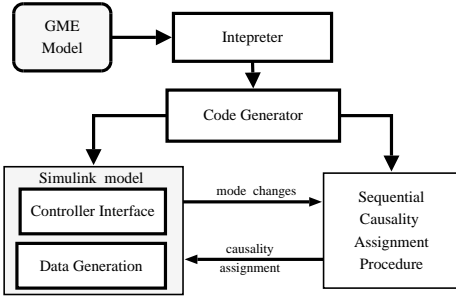 GME
Model
Intepreter
Code Generator
Simulink model
Controller Interface
Data Generation
mode changes
causality
assignment
Sequential
Causality
Assignment
Procedure